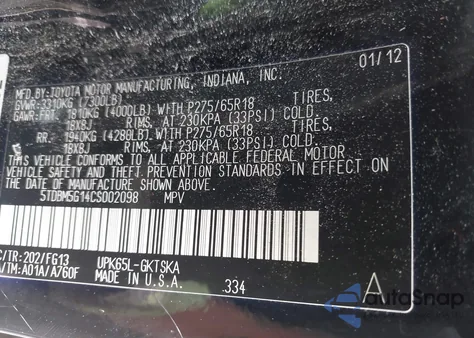 01/12
MFD.BY:TOYOTA MOTOR MANUFACTURING, INDIANA, INC.
GVWR:3310KG (7300LB)
GAWR:FRT. 1810KG (4000LB)WITH P275/65R18 TIRES,
18X8J RIMS, AT 230KPA (33PSI) COLD.
RR. 1940KG (4280LB)WITH P275/65R18 TIRES,
18X8J RIMS, AT 230KPA (33PSI) COLD.
THIS VEHICLE CONFORMS TO ALL APPLICABLE FEDERAL MOTOR
VEHICLE SAFETY AND THEFT PREVENTION STANDARDS IN EFFECT ON
THE DATE OF MANUFACTURE SHOWN ABOVE.
5TDBM5G14CS002098 MPV
C/TR:202/FG13 UPK65L-GKTSKA
A/TM:A01A/A760F MADE IN U.S.A. 334 A
AutoSnap